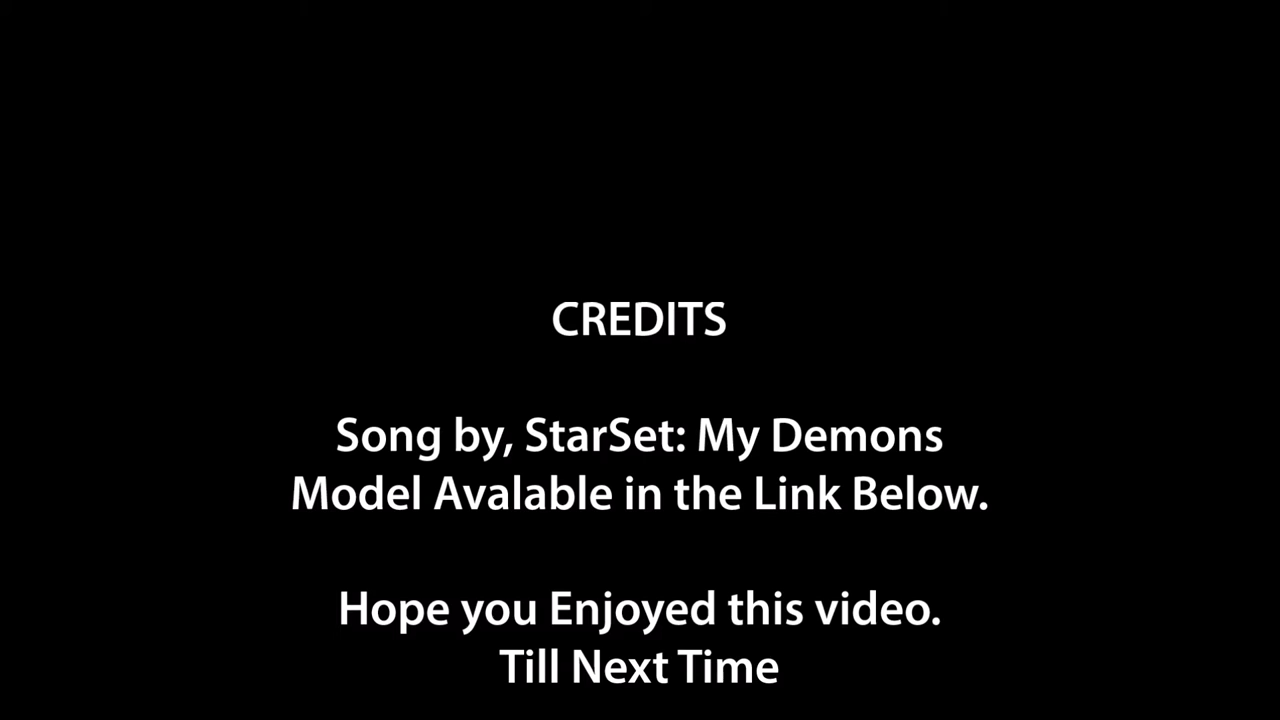 CREDITS
Song by, StarSet: My Demons
Model Avalable in the Link Below.
Hope you Enjoyed this video.
Till Next Time